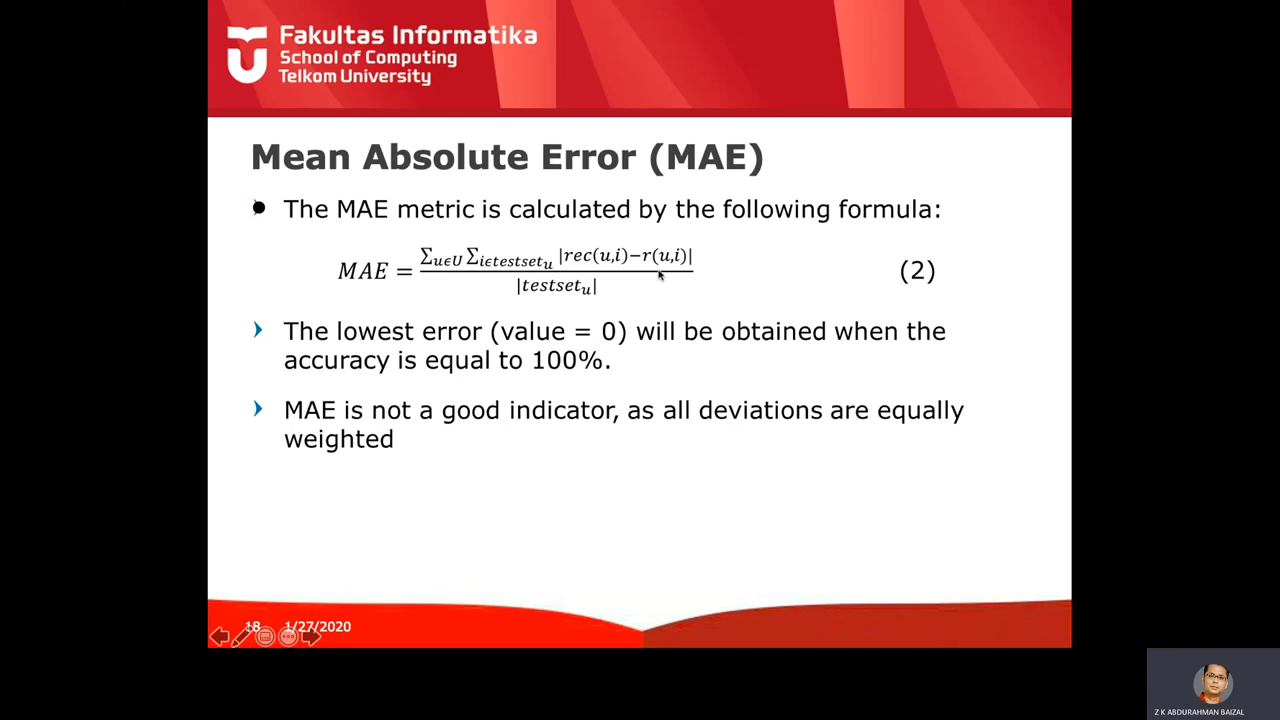 Fakultas Informatika
School of Computing
Telkom University
Mean Absolute Error (MAE)
● The MAE metric is calculated by the following formula:
MAE = ∑uϵU ∑iϵtestsetu |rec(u,i)−r(u,i)| / |testsetu| (2)
The lowest error (value = 0) will be obtained when the
accuracy is equal to 100%.
MAE is not a good indicator, as all deviations are equally
weighted
18 1/27/2020
Z K ABDURAHMAN BAIZAL